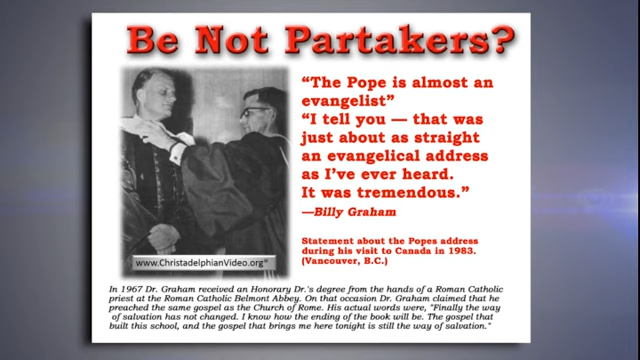 Be Not Partakers?
“The Pope is almost an
evangelist”
“I tell you — that was
just about as straight
an evangelical address
as I’ve ever heard.
It was tremendous.”
—Billy Graham
Statement about the Popes address
during his visit to Canada in 1983.
(Vancouver, B.C.)
www.ChristadelphianVideo.org"
In 1967 Dr. Graham received an Honorary Dr.'s degree from the hands of a Roman Catholic
priest at the Roman Catholic Belmont Abbey. On that occasion Dr. Graham claimed that he
preached the same gospel as the Church of Rome. His actual words were, "Finally the way
of salvation has not changed. I know how the ending of the book will be. The gospel that
built this school, and the gospel that brings me here tonight is still the way of salvation."